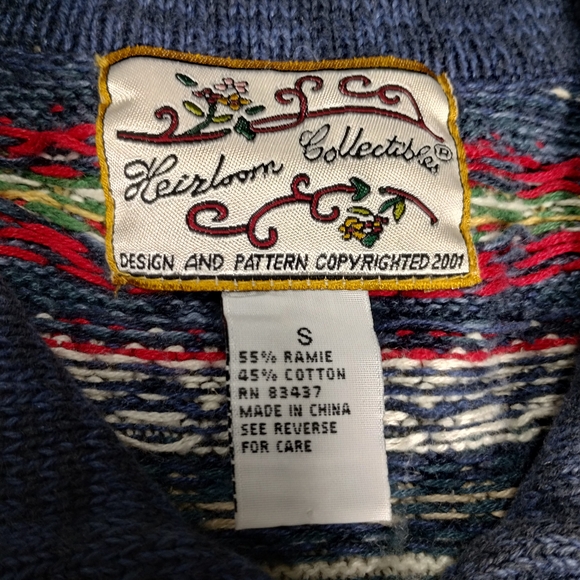 Heirloom Collectibles®
DESIGN AND PATTERN COPYRIGHTED 2001
S
55% RAMIE
45% COTTON
RN 83437
MADE IN CHINA
SEE REVERSE
FOR CARE